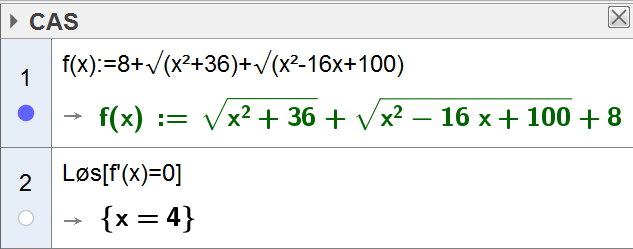 CAS
1
f(x):=8+√(x²+36)+√(x²-16x+100)
→ f(x) := √x² + 36 + √x² − 16 x + 100 + 8
2
Løs[f'(x)=0]
→ {x = 4}